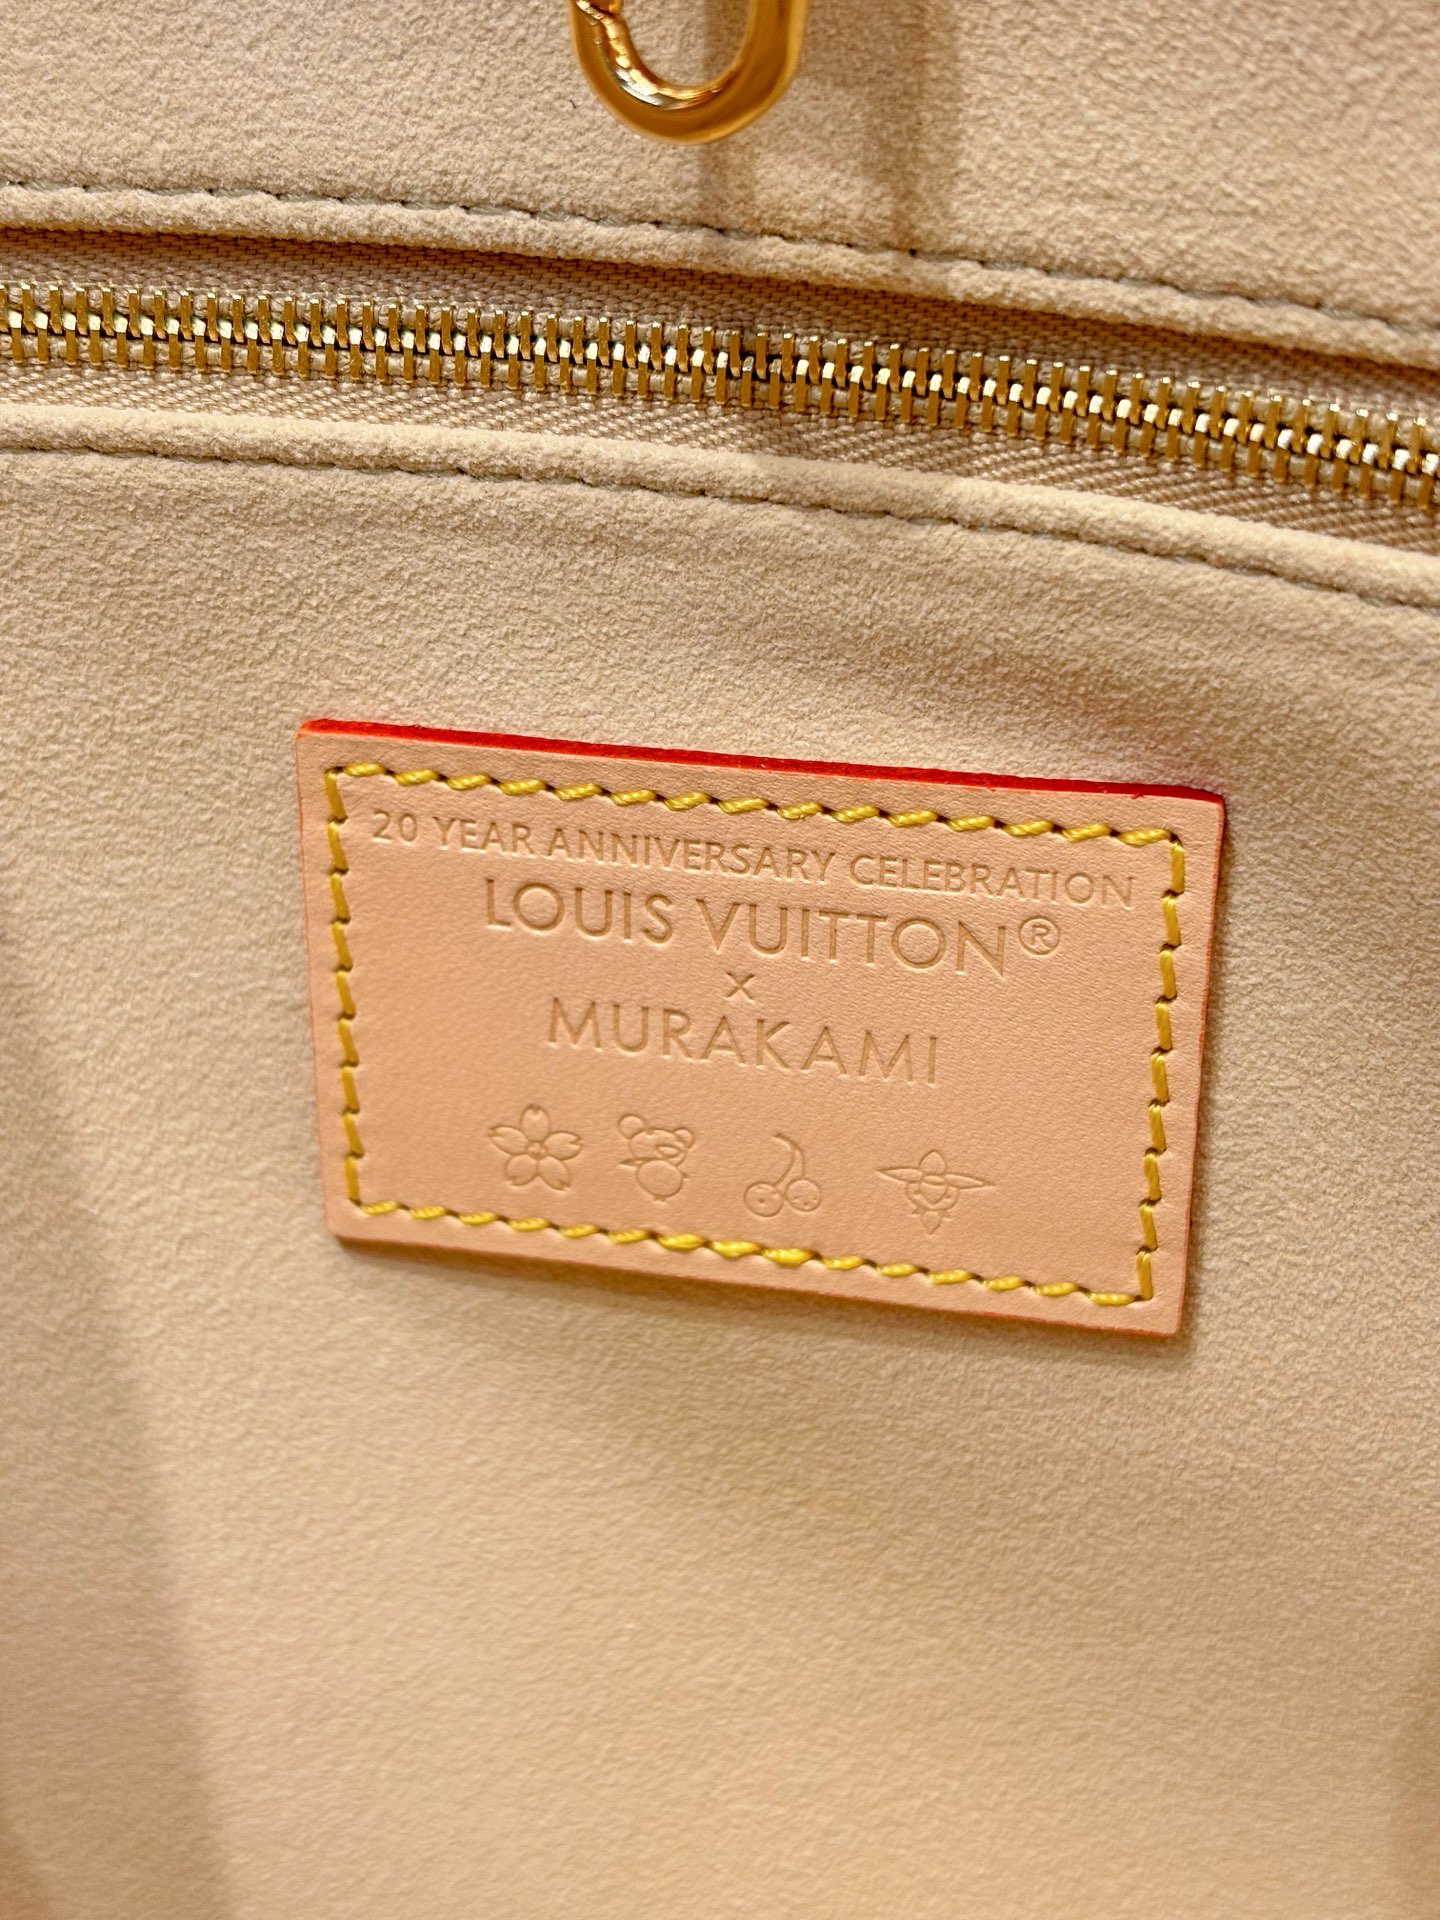 20 YEAR ANNIVERSARY CELEBRATION
LOUIS VUITTON®
×
MURAKAMI